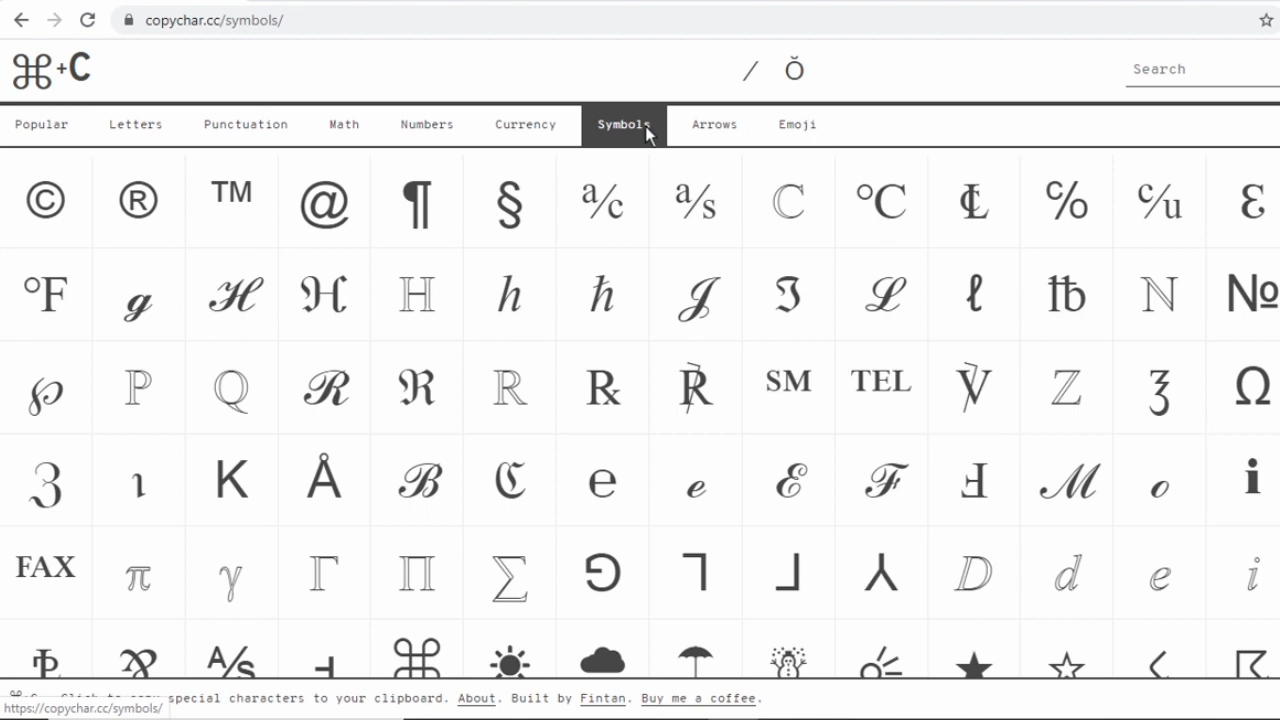 copychar.cc/symbols/
⌘+C / Ŏ Search
Popular Letters Punctuation Math Numbers Currency Symbols Arrows Emoji
© ® ™ @ ¶ § ℀ ℁ ℂ ℃ ℄ ℅ ℆ ℇ
℉ ℊ ℋ ℌ ℍ ℎ ℏ ℐ ℑ ℒ ℓ ℔ ℕ №
℘ ℙ ℚ ℛ ℜ ℝ ℞ ℟ ℠ ℡ ℣ ℤ ℥ Ω
ℨ ℩ K Å ℬ ℭ ℮ ℯ ℰ ℱ Ⅎ ℳ ℴ ℹ
℻ ℼ ℽ ℾ ℿ ⅀ ⅁ ⅂ ⅃ ⅄ ⅅ ⅆ ⅇ ⅈ
⅊ ⅍ ⌘ ☀ ☁ ☂ ☃ ★ ☆
special characters to your clipboard. About. Built by Fintan. Buy me a coffee.
https://copychar.cc/symbols/